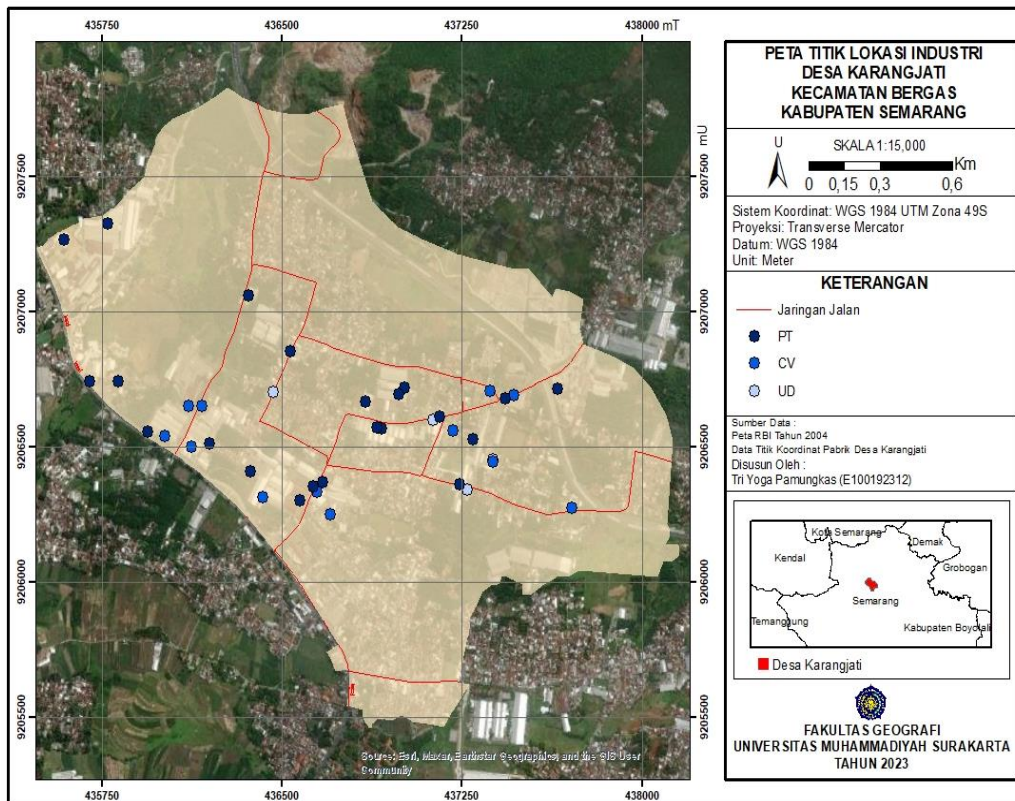 435750
436500
437250
438000 mT
9207500
9207000
9206500
9206000
9205500
mU
9207500
9207000
9206500
9206000
9205500
435750
436500
437250
438000
Source: Esri, Maxar, Earthstar Geographics, and the GIS User
Community
PETA TITIK LOKASI INDUSTRI
DESA KARANGJATI
KECAMATAN BERGAS
KABUPATEN SEMARANG
U
SKALA 1:15,000
Km
0 0,15 0,3 0,6
Sistem Koordinat: WGS 1984 UTM Zona 49S
Proyeksi: Transverse Mercator
Datum: WGS 1984
Unit: Meter
KETERANGAN
Jaringan Jalan
PT
CV
UD
Sumber Data :
Peta RBI Tahun 2004
Data Titik Koordinat Pabrik Desa Karangjati
Disusun Oleh :
Tri Yoga Pamungkas (E100192312)
Kota Semarang
Demak
Kendal
Grobogan
Semarang
Temanggung
Kabupaten Boyolali
Desa Karangjati
FAKULTAS GEOGRAFI
UNIVERSITAS MUHAMMADIYAH SURAKARTA
TAHUN 2023